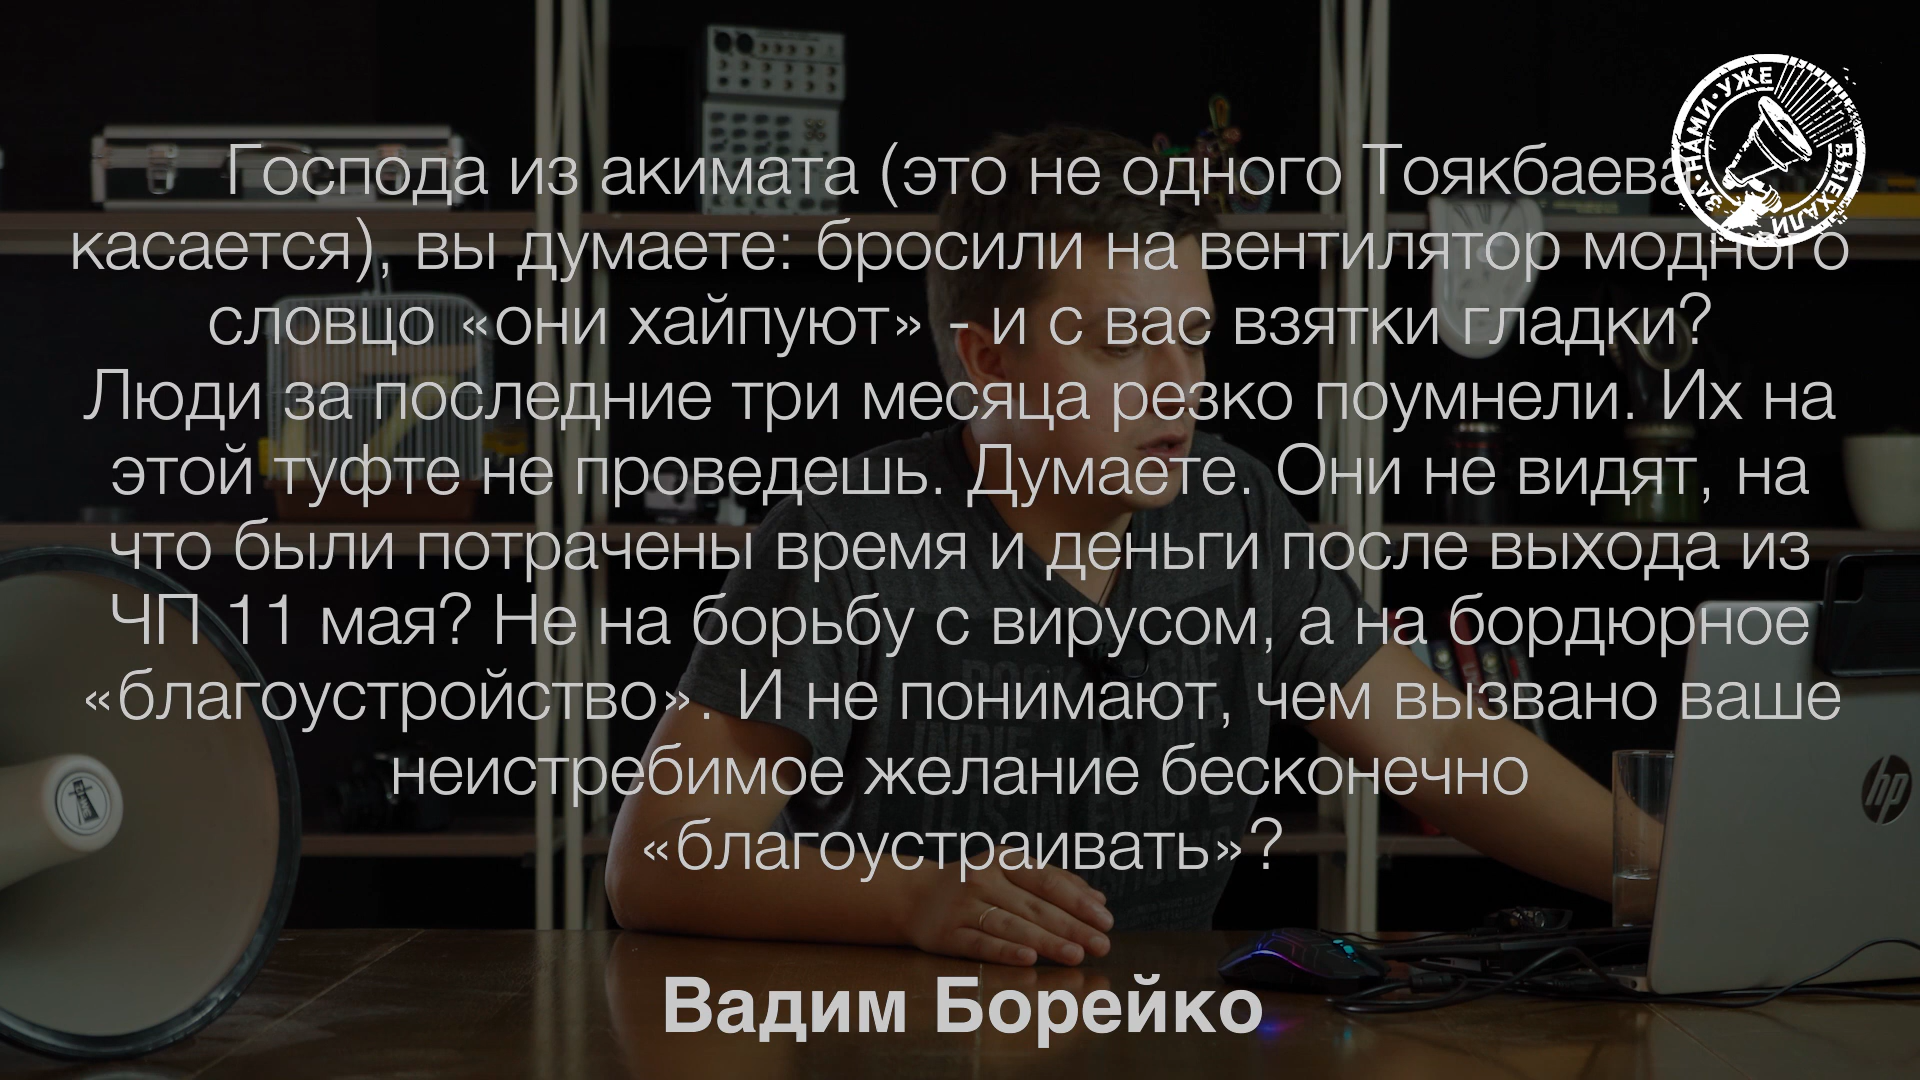 Господа из акимата (это не одного Тоякбаева
касается), вы думаете: бросили на вентилятор модного
словцо «они хайпуют» - и с вас взятки гладки?
Люди за последние три месяца резко поумнели. Их на
этой туфте не проведешь. Думаете. Они не видят, на
что были потрачены время и деньги после выхода из
ЧП 11 мая? Не на борьбу с вирусом, а на бордюрное
«благоустройство». И не понимают, чем вызвано ваше
неистребимое желание бесконечно
«благоустраивать»?
Вадим Борейко
ЗА НАМИ УЖЕ ВЫЕХАЛИ
hp